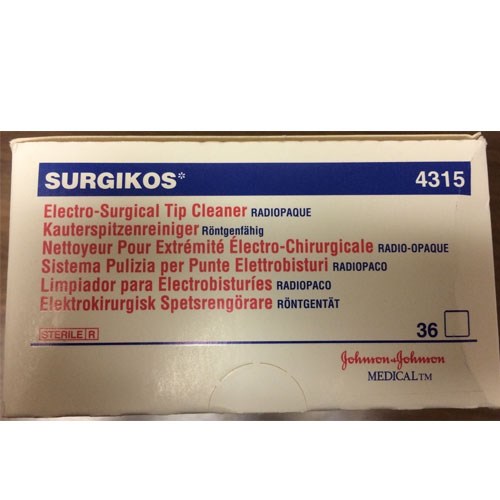 SURGIKOS* 4315
Electro-Surgical Tip Cleaner RADIOPAQUE
Kauterspitzenreiniger Röntgenfähig
Nettoyeur Pour Extrémité Électro-Chirurgicale RADIO-OPAQUE
Sistema Pulizia per Punte Elettrobisturi RADIOPACO
Limpiador para Electrobisturíes RADIOPACO
Elektrokirurgisk Spetsrengörare RÖNTGENTÄT
STERILE R 36
Johnson & Johnson
MEDICAL™